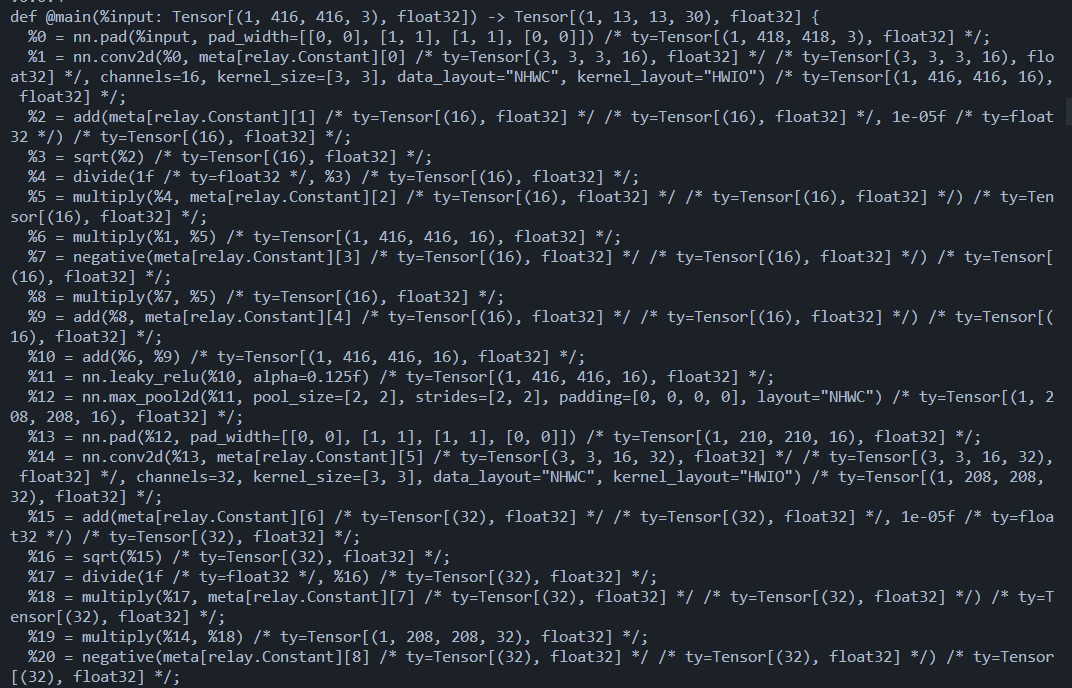 def @main(%input: Tensor[(1, 416, 416, 3), float32]) -> Tensor[(1, 13, 13, 30), float32] {
  %0 = nn.pad(%input, pad_width=[[0, 0], [1, 1], [1, 1], [0, 0]]) /* ty=Tensor[(1, 418, 418, 3), float32] */;
  %1 = nn.conv2d(%0, meta[relay.Constant][0] /* ty=Tensor[(3, 3, 3, 16), float32] */ /* ty=Tensor[(3, 3, 3, 16), flo
at32] */, channels=16, kernel_size=[3, 3], data_layout="NHWC", kernel_layout="HWIO") /* ty=Tensor[(1, 416, 416, 16),
 float32] */;
  %2 = add(meta[relay.Constant][1] /* ty=Tensor[(16), float32] */ /* ty=Tensor[(16), float32] */, 1e-05f /* ty=float
32 */) /* ty=Tensor[(16), float32] */;
  %3 = sqrt(%2) /* ty=Tensor[(16), float32] */;
  %4 = divide(1f /* ty=float32 */, %3) /* ty=Tensor[(16), float32] */;
  %5 = multiply(%4, meta[relay.Constant][2] /* ty=Tensor[(16), float32] */ /* ty=Tensor[(16), float32] */) /* ty=Ten
sor[(16), float32] */;
  %6 = multiply(%1, %5) /* ty=Tensor[(1, 416, 416, 16), float32] */;
  %7 = negative(meta[relay.Constant][3] /* ty=Tensor[(16), float32] */ /* ty=Tensor[(16), float32] */) /* ty=Tensor[
(16), float32] */;
  %8 = multiply(%7, %5) /* ty=Tensor[(16), float32] */;
  %9 = add(%8, meta[relay.Constant][4] /* ty=Tensor[(16), float32] */ /* ty=Tensor[(16), float32] */) /* ty=Tensor[(
16), float32] */;
  %10 = add(%6, %9) /* ty=Tensor[(1, 416, 416, 16), float32] */;
  %11 = nn.leaky_relu(%10, alpha=0.125f) /* ty=Tensor[(1, 416, 416, 16), float32] */;
  %12 = nn.max_pool2d(%11, pool_size=[2, 2], strides=[2, 2], padding=[0, 0, 0, 0], layout="NHWC") /* ty=Tensor[(1, 2
08, 208, 16), float32] */;
  %13 = nn.pad(%12, pad_width=[[0, 0], [1, 1], [1, 1], [0, 0]]) /* ty=Tensor[(1, 210, 210, 16), float32] */;
  %14 = nn.conv2d(%13, meta[relay.Constant][5] /* ty=Tensor[(3, 3, 16, 32), float32] */ /* ty=Tensor[(3, 3, 16, 32),
 float32] */, channels=32, kernel_size=[3, 3], data_layout="NHWC", kernel_layout="HWIO") /* ty=Tensor[(1, 208, 208,
32), float32] */;
  %15 = add(meta[relay.Constant][6] /* ty=Tensor[(32), float32] */ /* ty=Tensor[(32), float32] */, 1e-05f /* ty=floa
t32 */) /* ty=Tensor[(32), float32] */;
  %16 = sqrt(%15) /* ty=Tensor[(32), float32] */;
  %17 = divide(1f /* ty=float32 */, %16) /* ty=Tensor[(32), float32] */;
  %18 = multiply(%17, meta[relay.Constant][7] /* ty=Tensor[(32), float32] */ /* ty=Tensor[(32), float32] */) /* ty=T
ensor[(32), float32] */;
  %19 = multiply(%14, %18) /* ty=Tensor[(1, 208, 208, 32), float32] */;
  %20 = negative(meta[relay.Constant][8] /* ty=Tensor[(32), float32] */ /* ty=Tensor[(32), float32] */) /* ty=Tensor
[(32), float32] */;